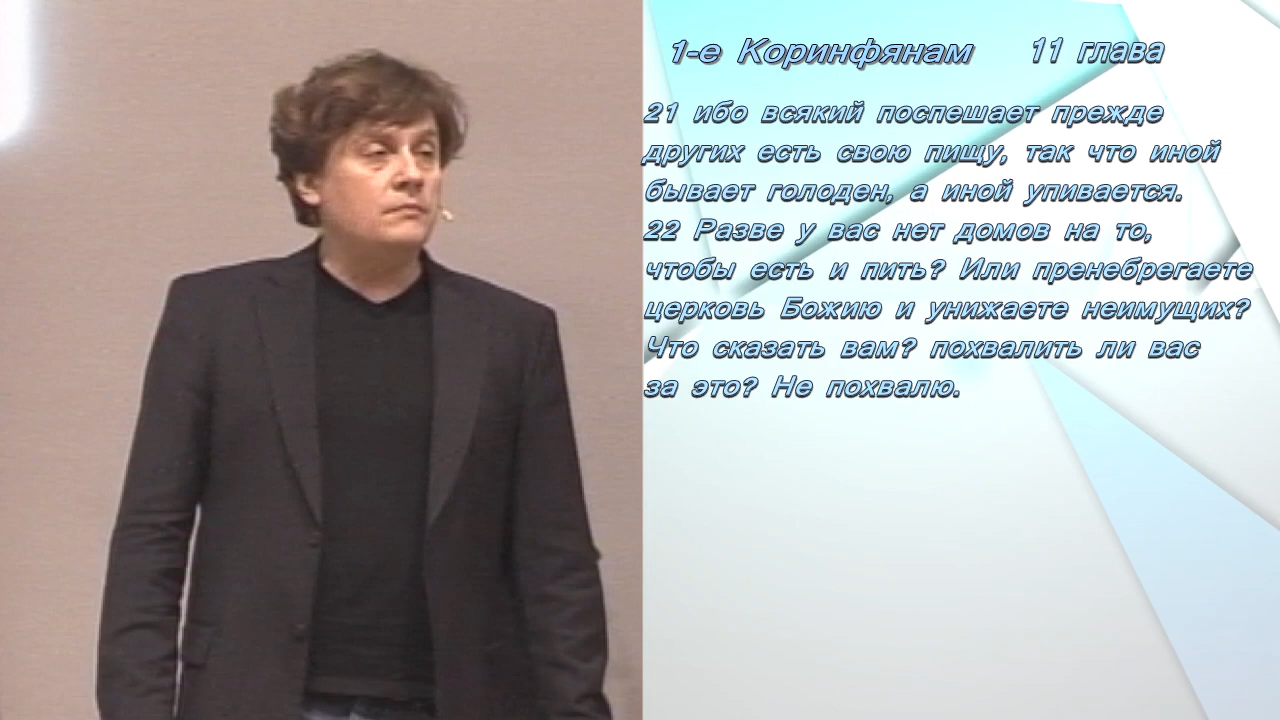 1-е Коринфянам 11 глава
21 ибо всякий поспешает прежде
других есть свою пищу, так что иной
бывает голоден, а иной упивается.
22 Разве у вас нет домов на то,
чтобы есть и пить? Или пренебрегаете
церковь Божию и унижаете неимущих?
Что сказать вам? похвалить ли вас
за это? Не похвалю.